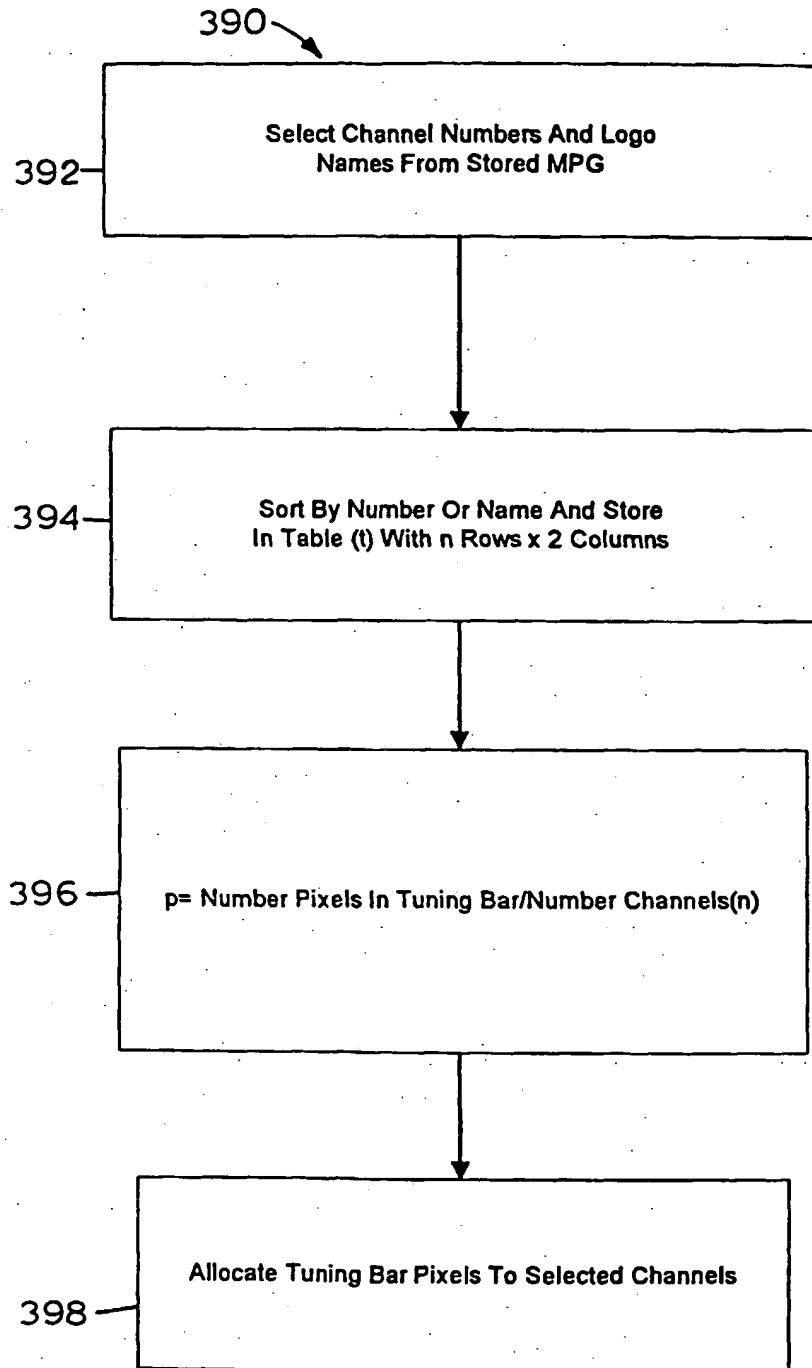 390
Select Channel Numbers And Logo
Names From Stored MPG
392
Sort By Number Or Name And Store
In Table (t) With n Rows x 2 Columns
394
p= Number Pixels In Tuning Bar/Number Channels(n)
396
Allocate Tuning Bar Pixels To Selected Channels
398